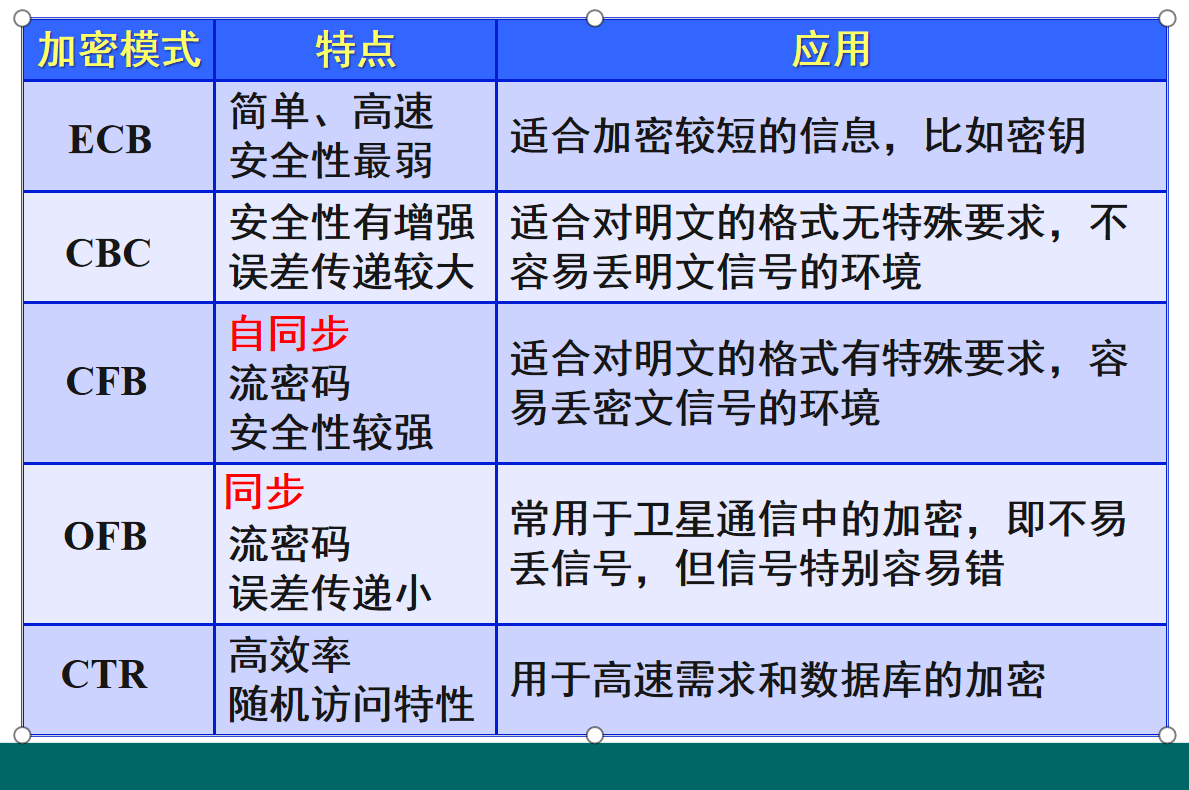 加密模式 特点 应用
ECB
简单、高速
安全性最弱
适合加密较短的信息，比如密钥
CBC
安全性有增强
误差传递较大
适合对明文的格式无特殊要求，不
容易丢明文信号的环境
CFB
自同步
流密码
安全性较强
适合对明文的格式有特殊要求，容
易丢密文信号的环境
OFB
同步
流密码
误差传递小
常用于卫星通信中的加密，即不易
丢信号，但信号特别容易错
CTR
高效率
随机访问特性
用于高速需求和数据库的加密